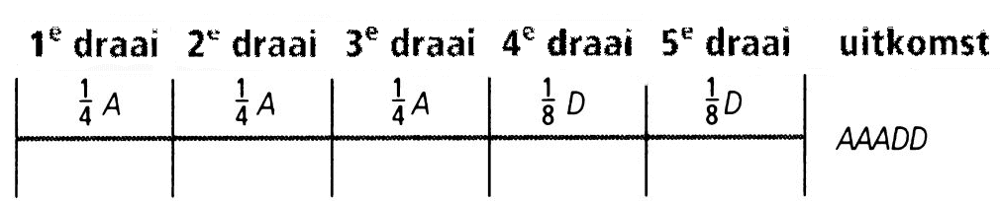 1e draai 2e draai 3e draai 4e draai 5e draai uitkomst
1/4 A 1/4 A 1/4 A 1/8 D 1/8 D
AAADD